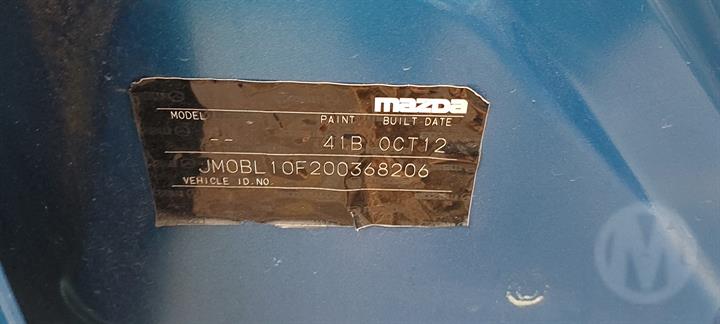 mazda
MODEL PAINT BUILT DATE
-- 41B OCT12
JM0BL10F200368206
VEHICLE ID.NO.
M